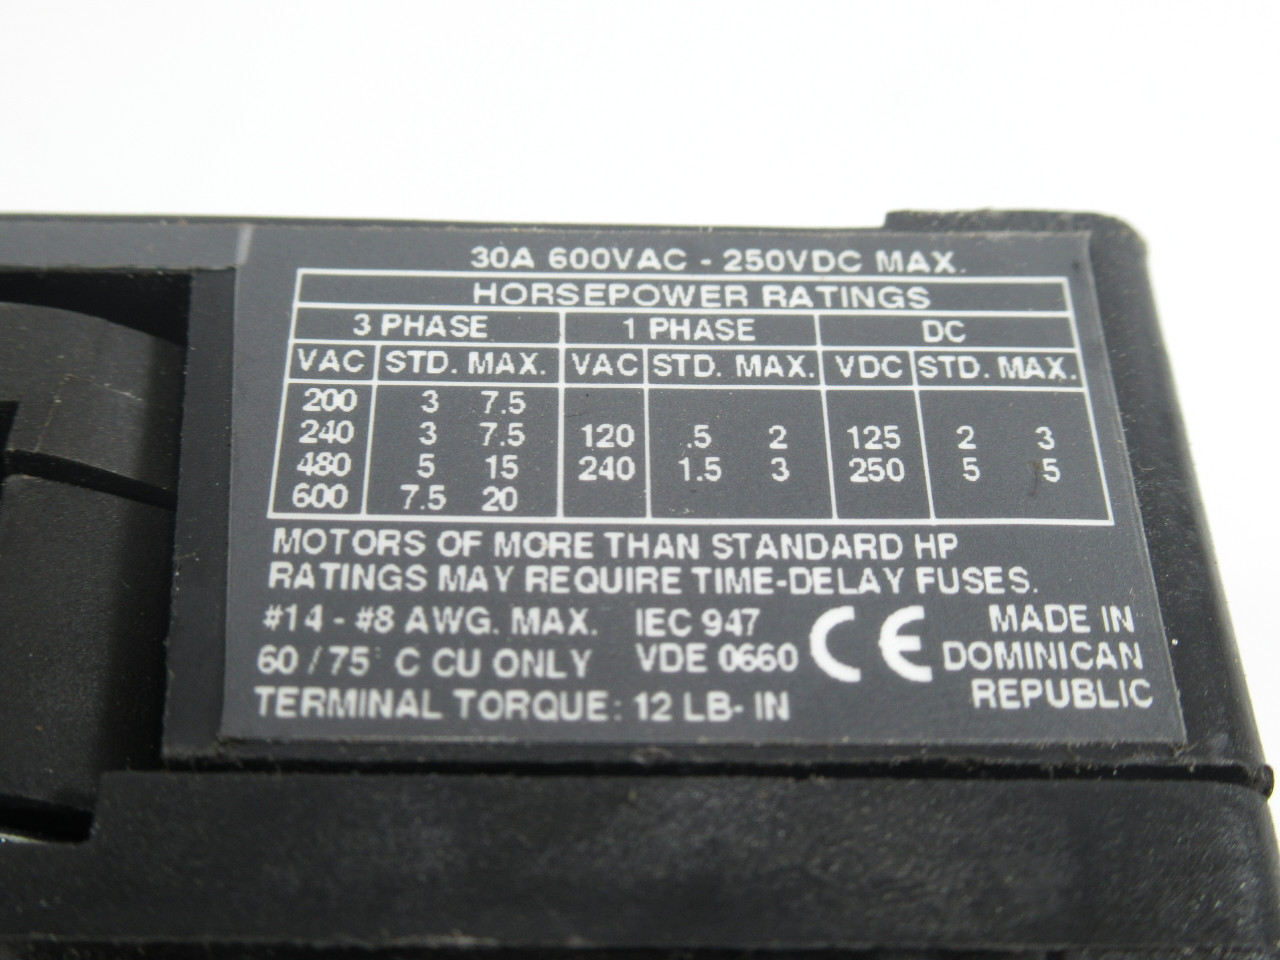 30A 600VAC - 250VDC MAX.
HORSEPOWER RATINGS
3 PHASE 1 PHASE DC
VAC STD. MAX. VAC STD. MAX. VDC STD. MAX.
200 3 7.5
240 3 7.5 120 .5 2 125 2 3
480 5 15 240 1.5 3 250 5 5
600 7.5 20
MOTORS OF MORE THAN STANDARD HP
RATINGS MAY REQUIRE TIME-DELAY FUSES.
#14 - #8 AWG. MAX. IEC 947 CE MADE IN
60 / 75° C CU ONLY VDE 0660 DOMINICAN
TERMINAL TORQUE: 12 LB- IN REPUBLIC